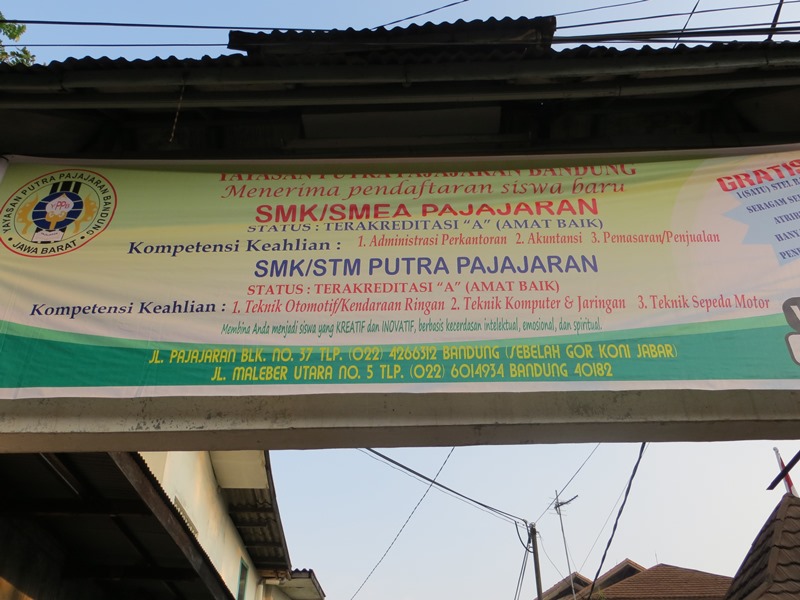 YAYASAN PUTRA PAJAJARAN BANDUNG
JAWA BARAT
YAYASAN PUTRA PAJAJARAN BANDUNG
Menerima pendaftaran siswa baru
SMK/SMEA PAJAJARAN
STATUS : TERAKREDITASI "A" (AMAT BAIK)
Kompetensi Keahlian : 1. Administrasi Perkantoran 2. Akuntansi 3. Pemasaran/Penjualan
SMK/STM PUTRA PAJAJARAN
STATUS : TERAKREDITASI "A" (AMAT BAIK)
Kompetensi Keahlian : 1. Teknik Otomotif/Kendaraan Ringan 2. Teknik Komputer & Jaringan 3. Teknik Sepeda Motor
Membina Anda menjadi siswa yang KREATIF dan INOVATIF, berbasis kecerdasan intelektual, emosional, dan spiritual.
JL. PAJAJARAN BLK. NO. 37 TLP. (022) 4266312 BANDUNG (SEBELAH GOR KONI JABAR)
JL. MALEBER UTARA NO. 5 TLP. (022) 6014934 BANDUNG 40182
GRATIS
1(SATU) STEL
SERAGAM